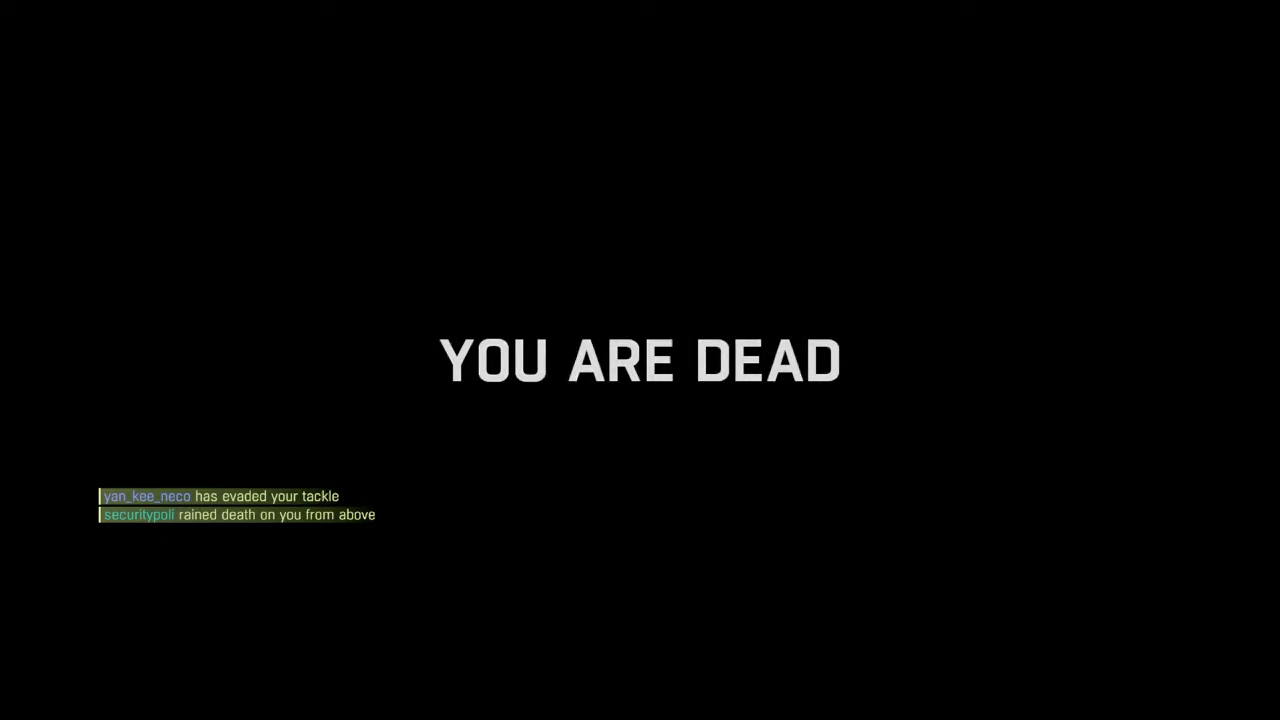 YOU ARE DEAD
yan_kee_neco has evaded your tackle
securitypoli rained death on you from above